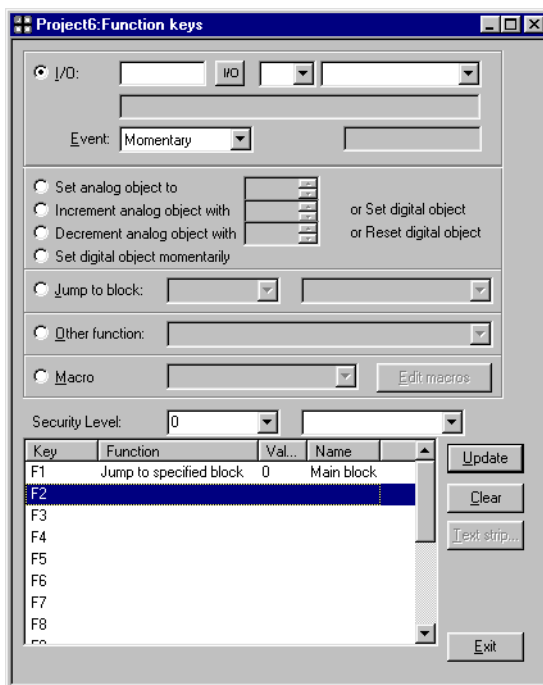 Project6:Function keys
I/O: I/O
Event: Momentary
Set analog object to
Increment analog object with or Set digital object
Decrement analog object with or Reset digital object
Set digital object momentarily
Jump to block:
Other function:
Macro Edit macros
Security Level: 0
Key Function Val... Name
F1 Jump to specified block 0 Main block
F2
F3
F4
F5
F6
F7
F8
Update
Clear
Text strip...
Exit